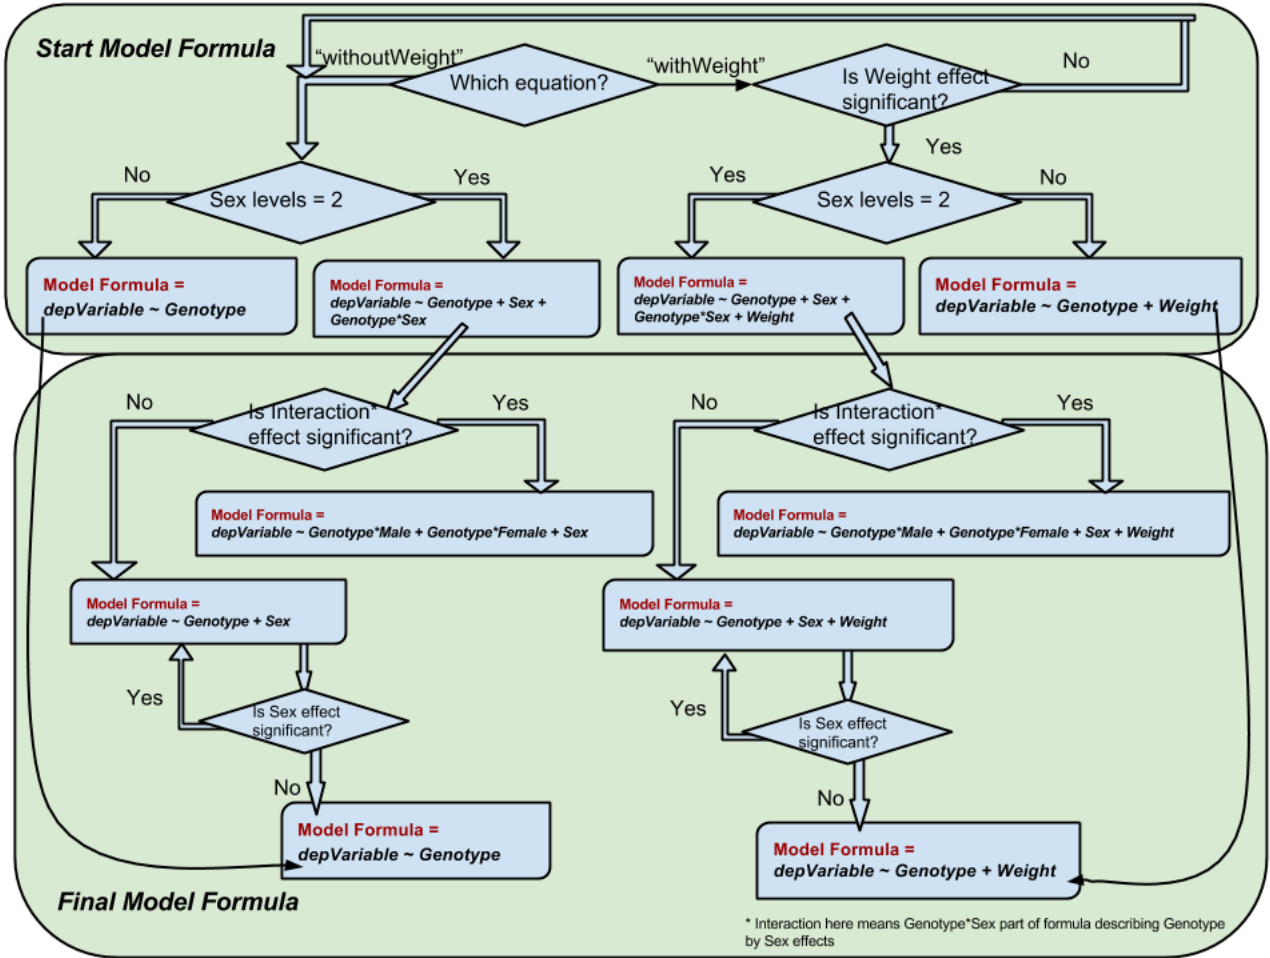 Start Model Formula
“withoutWeight”
Which equation?
“withWeight”
Is Weight effect
significant?
No
Yes
No
Sex levels = 2
Yes
Yes
Sex levels = 2
No
Model Formula =
depVariable ~ Genotype
Model Formula =
depVariable ~ Genotype + Sex +
Genotype*Sex
Model Formula =
depVariable ~ Genotype + Sex +
Genotype*Sex + Weight
Model Formula =
depVariable ~ Genotype + Weight
No
Is Interaction*
effect significant?
Yes
No
Is Interaction*
effect significant?
Yes
Model Formula =
depVariable ~ Genotype*Male + Genotype*Female + Sex
Model Formula =
depVariable ~ Genotype*Male + Genotype*Female + Sex + Weight
Model Formula =
depVariable ~ Genotype + Sex
Model Formula =
depVariable ~ Genotype + Sex + Weight
Yes
Is Sex effect
significant?
Yes
Is Sex effect
significant?
No
No
Model Formula =
depVariable ~ Genotype
Model Formula =
depVariable ~ Genotype + Weight
Final Model Formula
* Interaction here means Genotype*Sex part of formula describing Genotype
by Sex effects